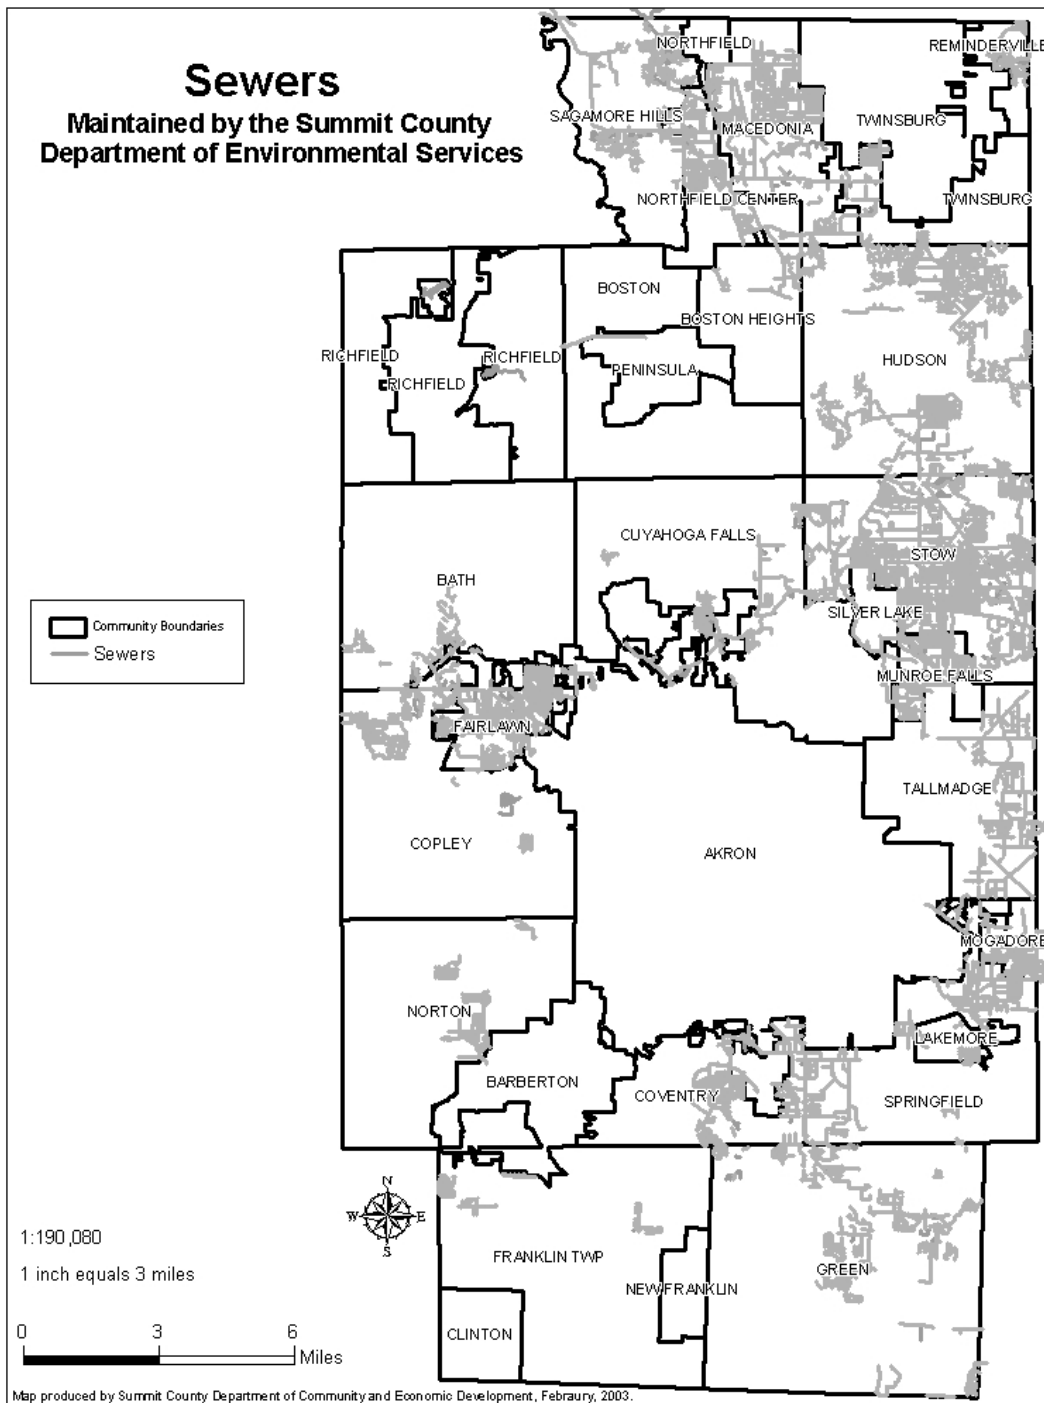 Sewers
Maintained by the Summit County
Department of Environmental Services
NORTHFIELD
REMINDERVILLE
SAGAMORE HILLS
MACEDONIA
TWINSBURG
NORTHFIELD CENTER
TWINSBURG
BOSTON
BOSTON HEIGHTS
RICHFIELD
RICHFIELD
RICHFIELD
PENINSULA
HUDSON
CUYAHOGA FALLS
STOW
BATH
SILVER LAKE
Community Boundaries
Sewers
MUNROE FALLS
FAIRLAWN
TALLMADGE
COPLEY
AKRON
MOGADORE
NORTON
LAKEMORE
BARBERTON
COVENTRY
SPRINGFIELD
N
W E
S
1:190,080
1 inch equals 3 miles
FRANKLIN TWP
NEW FRANKLIN
GREEN
CLINTON
0 3 6
Miles
Map produced by Summit County Department of Community and Economic Development, Febraury, 2003.